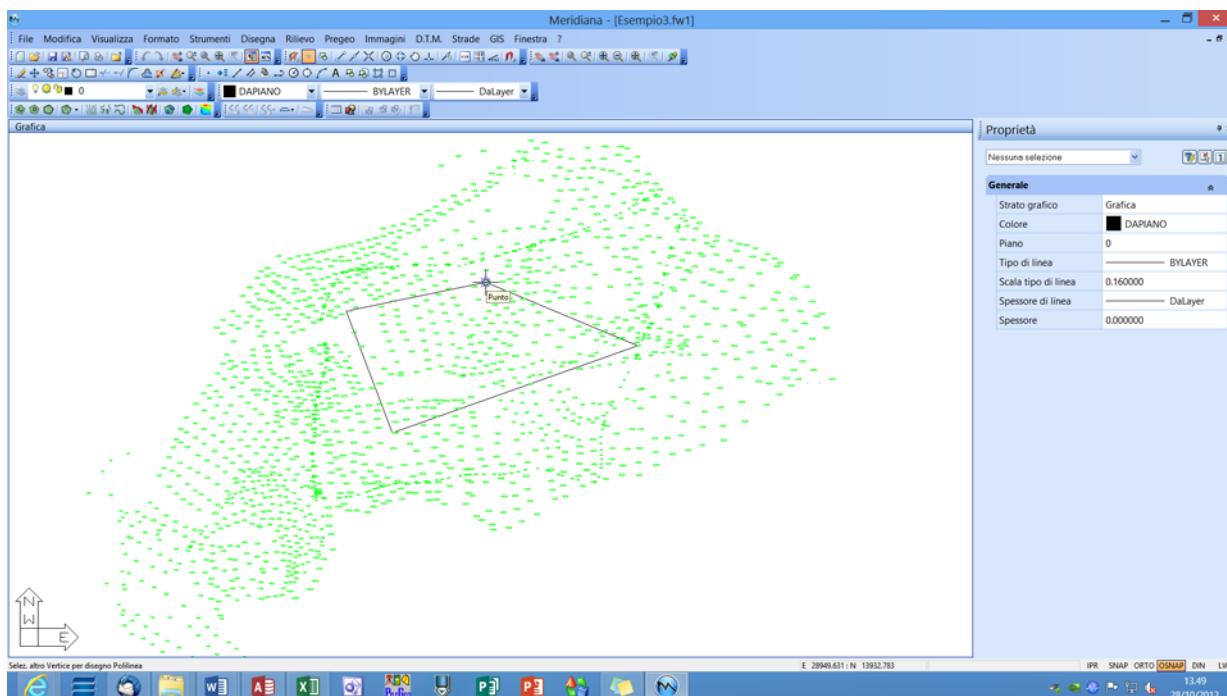 Meridiana - [Esempio3.fw1]
File Modifica Visualizza Formato Strumenti Disegna Rilievo Pregeo Immagini D.T.M. Strade GIS Finestra ?
0 DAPIANO BYLAYER DaLayer
Grafica
Proprietà
Nessuna selezione
Generale
Strato grafico Grafica
Colore DAPIANO
Piano 0
Tipo di linea BYLAYER
Scala tipo di linea 0.160000
Spessore di linea DaLayer
Spessore 0.000000
Punto
N
W
E
Selez. altro Vertice per disegno Polilinea E 28949.631 : N 13932.783 IPR SNAP ORTO OSNAP DIN
13.49